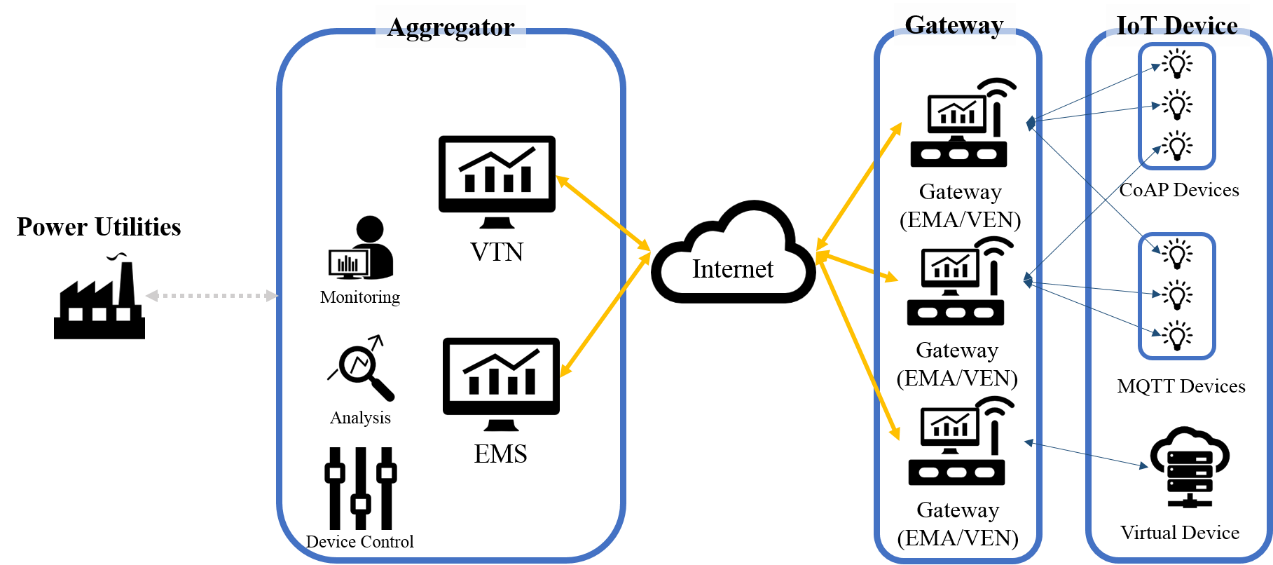 Aggregator
Gateway
IoT Device
Power Utilities
Monitoring
Analysis
Device Control
VTN
EMS
Internet
Gateway
(EMA/VEN)
Gateway
(EMA/VEN)
Gateway
(EMA/VEN)
CoAP Devices
MQTT Devices
Virtual Device